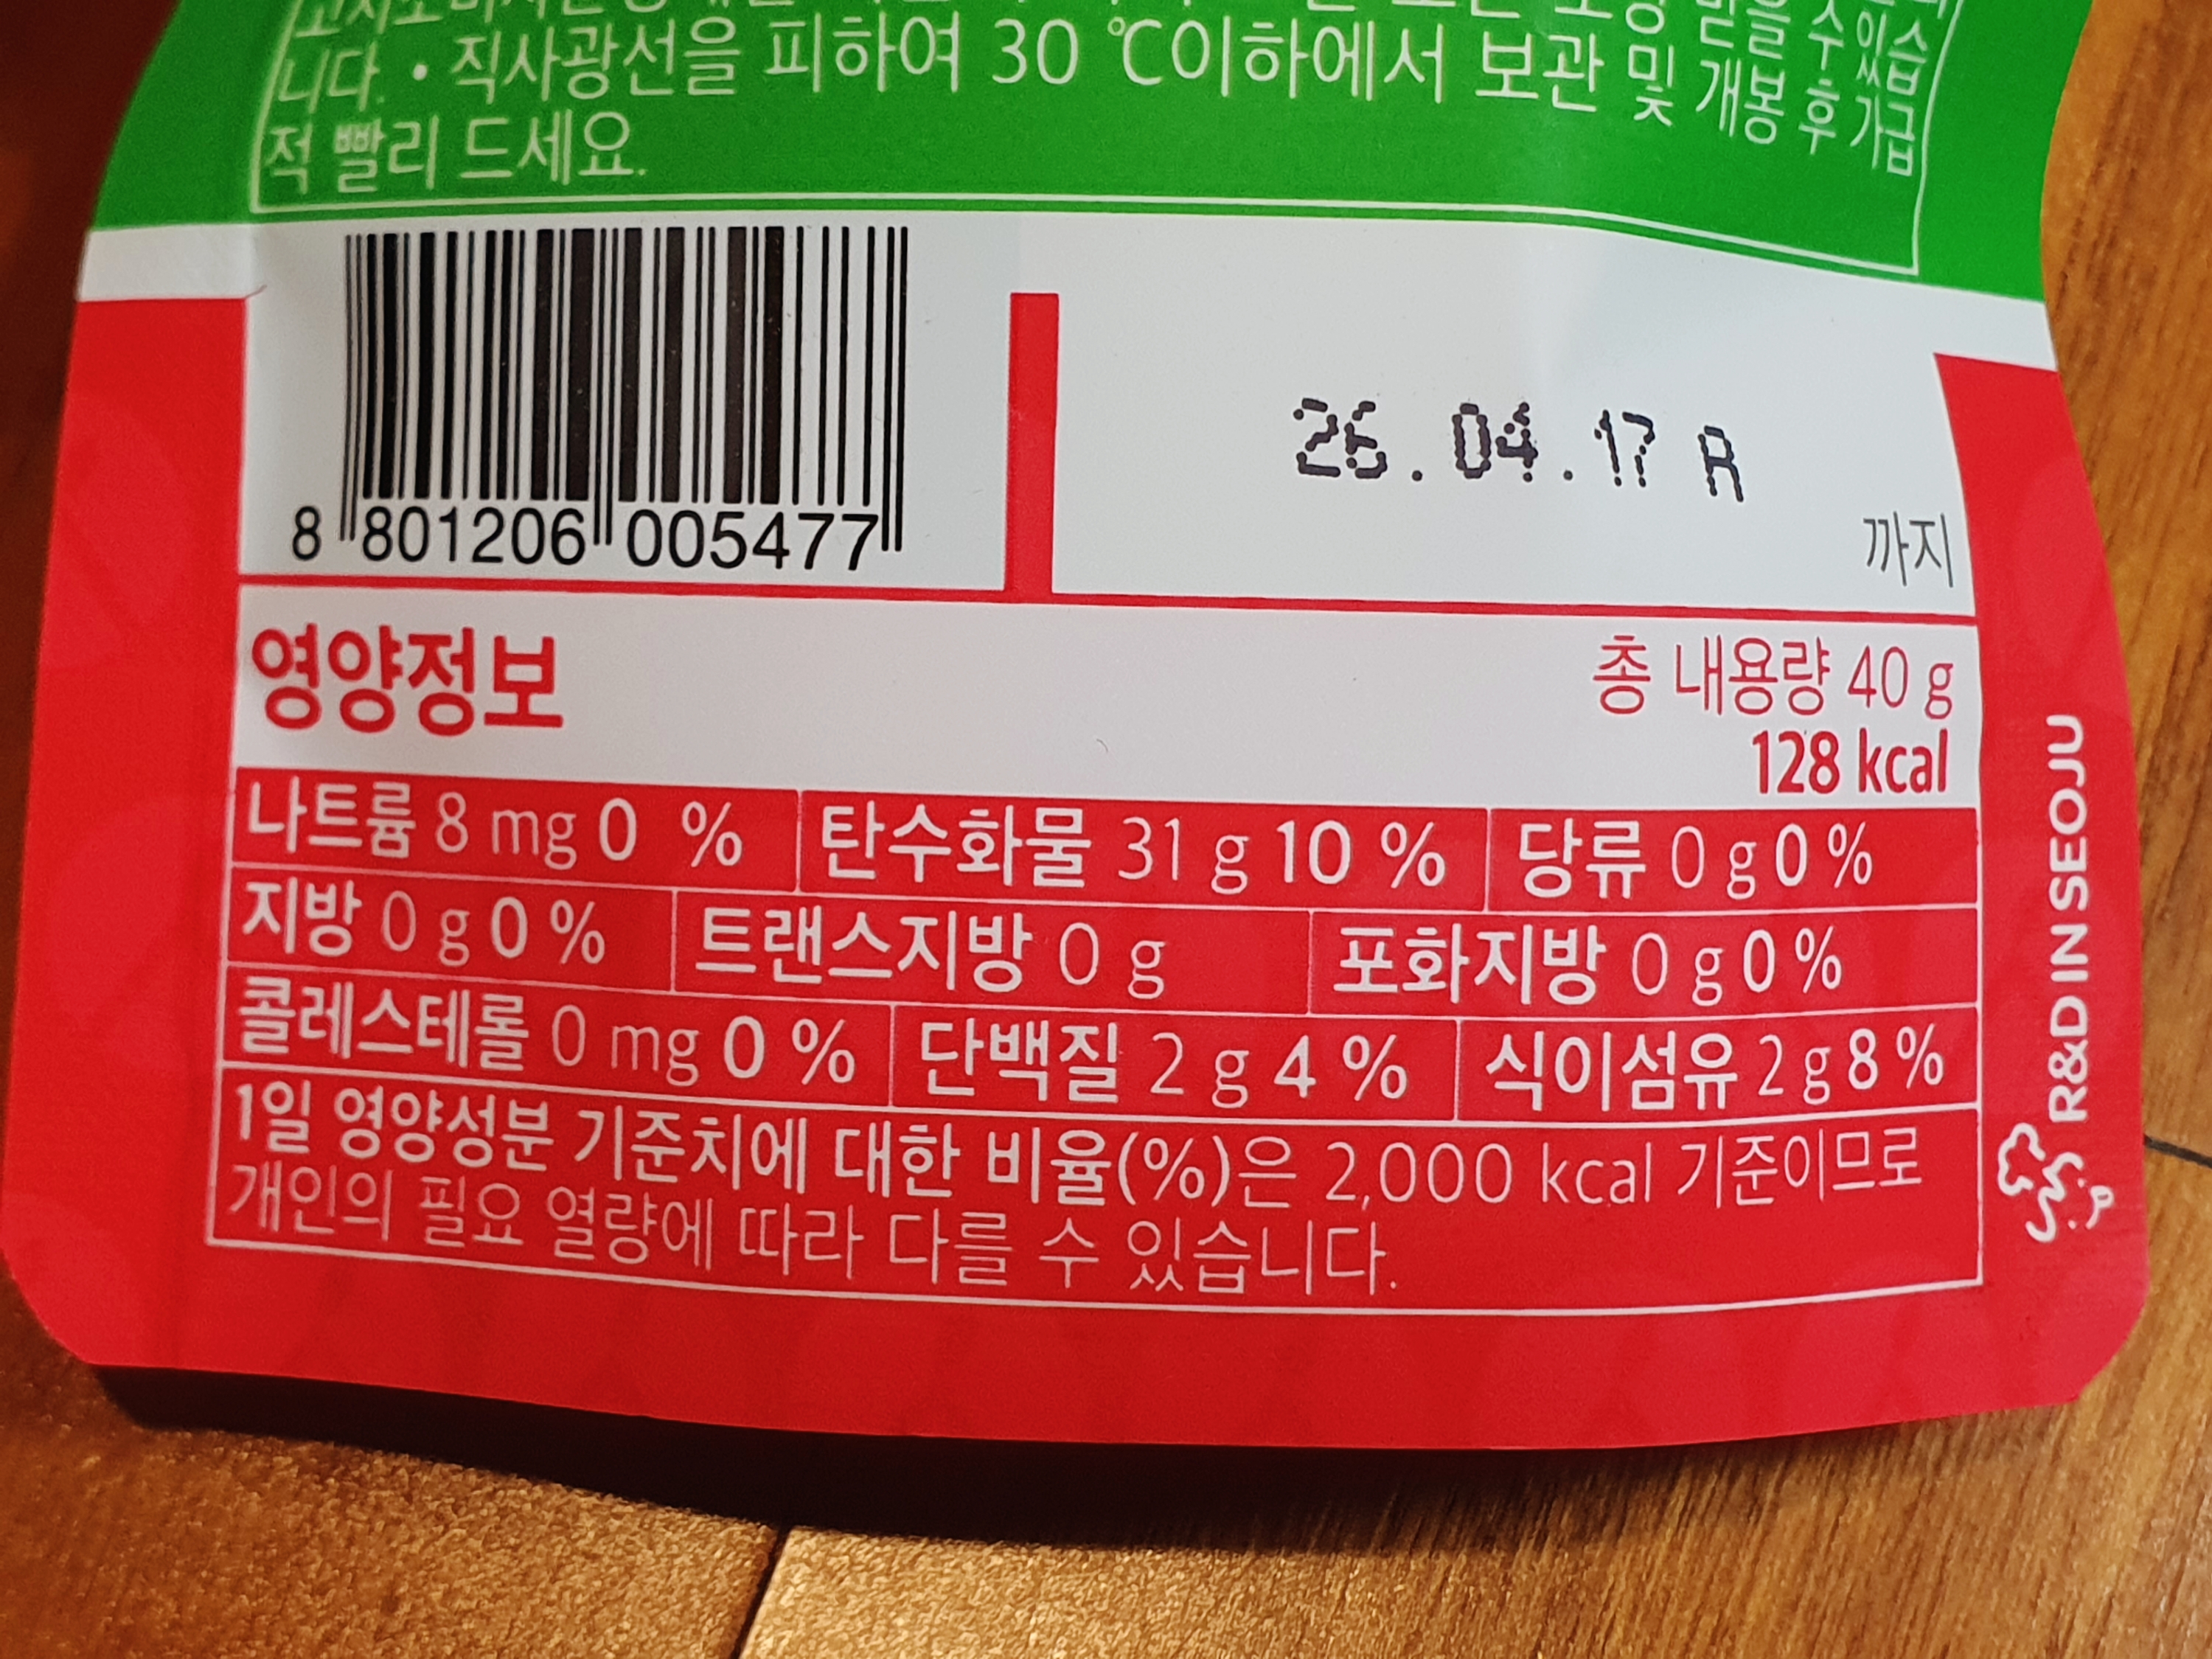 니다. • 직사광선을 피하여 30 ℃이하에서 보관 및 개봉 후 가급
적 빨리 드세요.
8 801206 005477
26.04.17 A
까지
영양정보
총 내용량 40 g
128 kcal
나트륨 8 mg 0 % 탄수화물 31 g 10 % 당류 0 g 0 %
지방 0 g 0 % 트랜스지방 0 g 포화지방 0 g 0 %
콜레스테롤 0 mg 0 % 단백질 2 g 4 % 식이섬유 2 g 8 %
1일 영양성분 기준치에 대한 비율(%)은 2,000 kcal 기준이므로
개인의 필요 열량에 따라 다를 수 있습니다.
R&D IN SEOJU